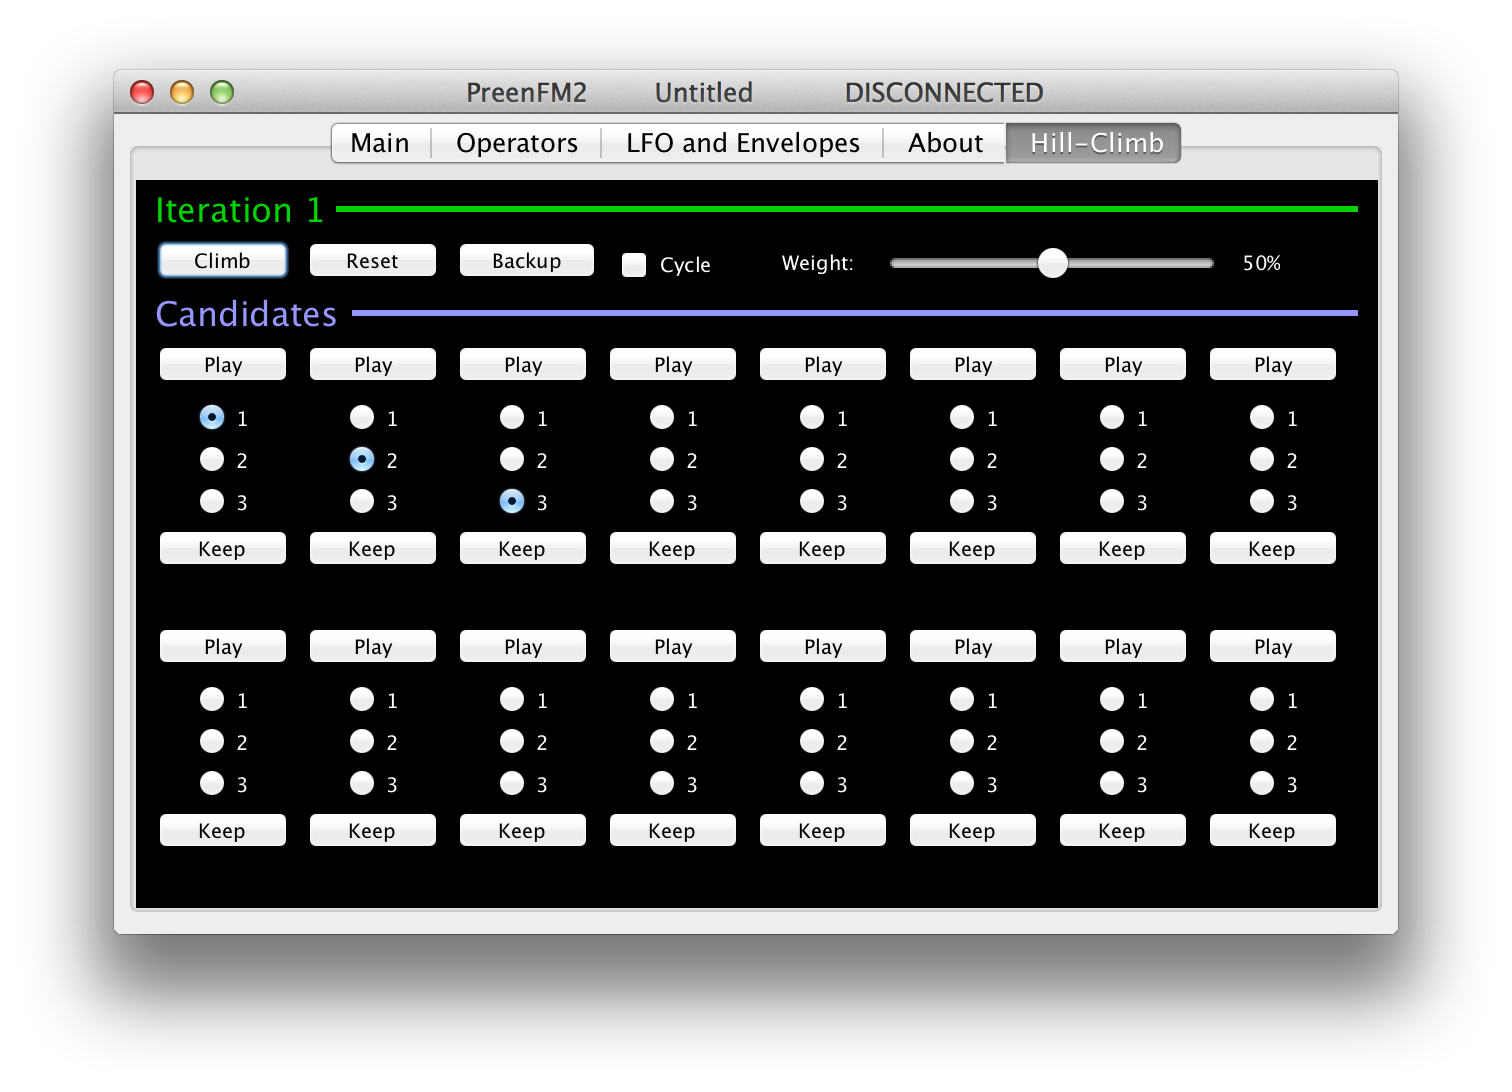 PreenFM2 Untitled DISCONNECTED
Main Operators LFO and Envelopes About Hill-Climb
Iteration 1
Climb Reset Backup Cycle Weight: 50%
Candidates
Play Play Play Play Play Play Play Play
1 1 1 1 1 1 1 1
2 2 2 2 2 2 2 2
3 3 3 3 3 3 3 3
Keep Keep Keep Keep Keep Keep Keep Keep
Play Play Play Play Play Play Play Play
1 1 1 1 1 1 1 1
2 2 2 2 2 2 2 2
3 3 3 3 3 3 3 3
Keep Keep Keep Keep Keep Keep Keep Keep